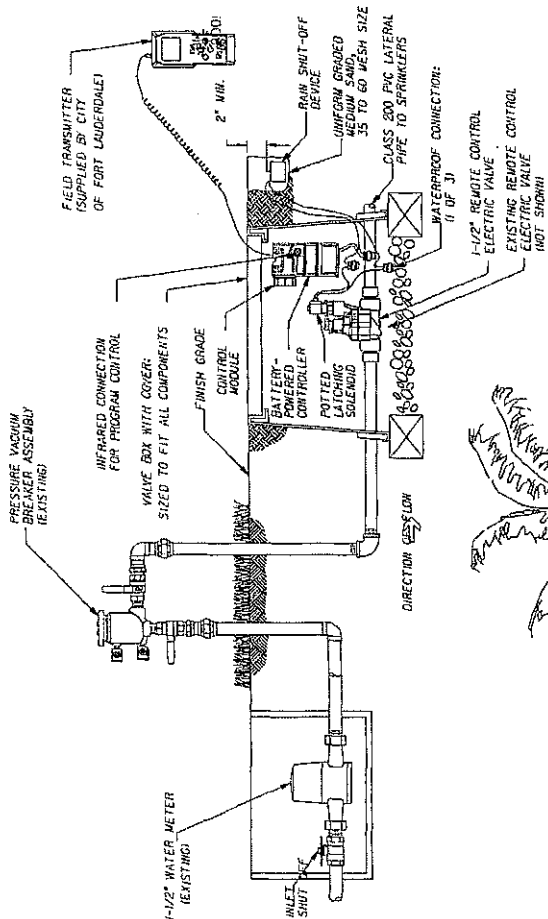 FIELD TRANSMITTER
(SUPPLIED BY CITY
OF FORT LAUDERDALE)
2" MIN.
RAIN SHUT-OFF
DEVICE
UNIFORM GRADED
MEDIUM SAND,
35 TO 60 MESH SIZE
CLASS 200 PVC LATERAL
PIPE TO SPRINKLERS
WATERPROOF CONNECTION:
(1 OF 3)
1-1/2" REMOTE CONTROL
ELECTRIC VALVE
EXISTING REMOTE CONTROL
ELECTRIC VALVE
(NOT SHOWN)
INFRARED CONNECTION
FOR PROGRAM CONTROL
VALVE BOX WITH COVER:
SIZED TO FIT ALL COMPONENTS
FINISH GRADE
CONTROL
MODULE
BATTERY-
POWERED
CONTROLLER
POTTED
LATCHING
SOLENOID
PRESSURE VACUUM
BREAKER ASSEMBLY
(EXISTING)
DIRECTION FLOW
1-1/2" WATER METER
(EXISTING)
INLET
SHUT OFF